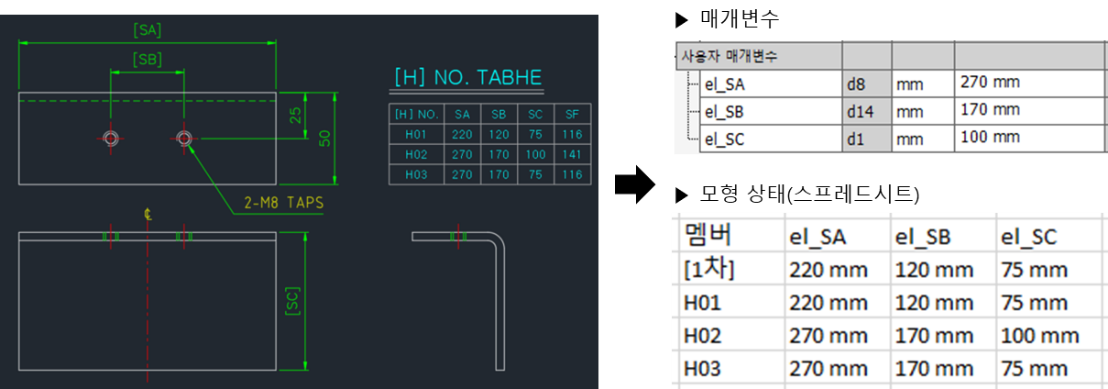 [SA]
[SB]
25
50
2-M8 TAPS
℄
[SC]
[H] NO. TABHE
[H] NO. SA SB SC SF
H01 220 120 75 116
H02 270 170 100 141
H03 270 170 75 116
▶ 매개변수
사용자 매개변수
el_SA d8 mm 270 mm
el_SB d14 mm 170 mm
el_SC d1 mm 100 mm
▶ 모형 상태(스프레드시트)
멤버 el_SA el_SB el_SC
[1차] 220 mm 120 mm 75 mm
H01 220 mm 120 mm 75 mm
H02 270 mm 170 mm 100 mm
H03 270 mm 170 mm 75 mm